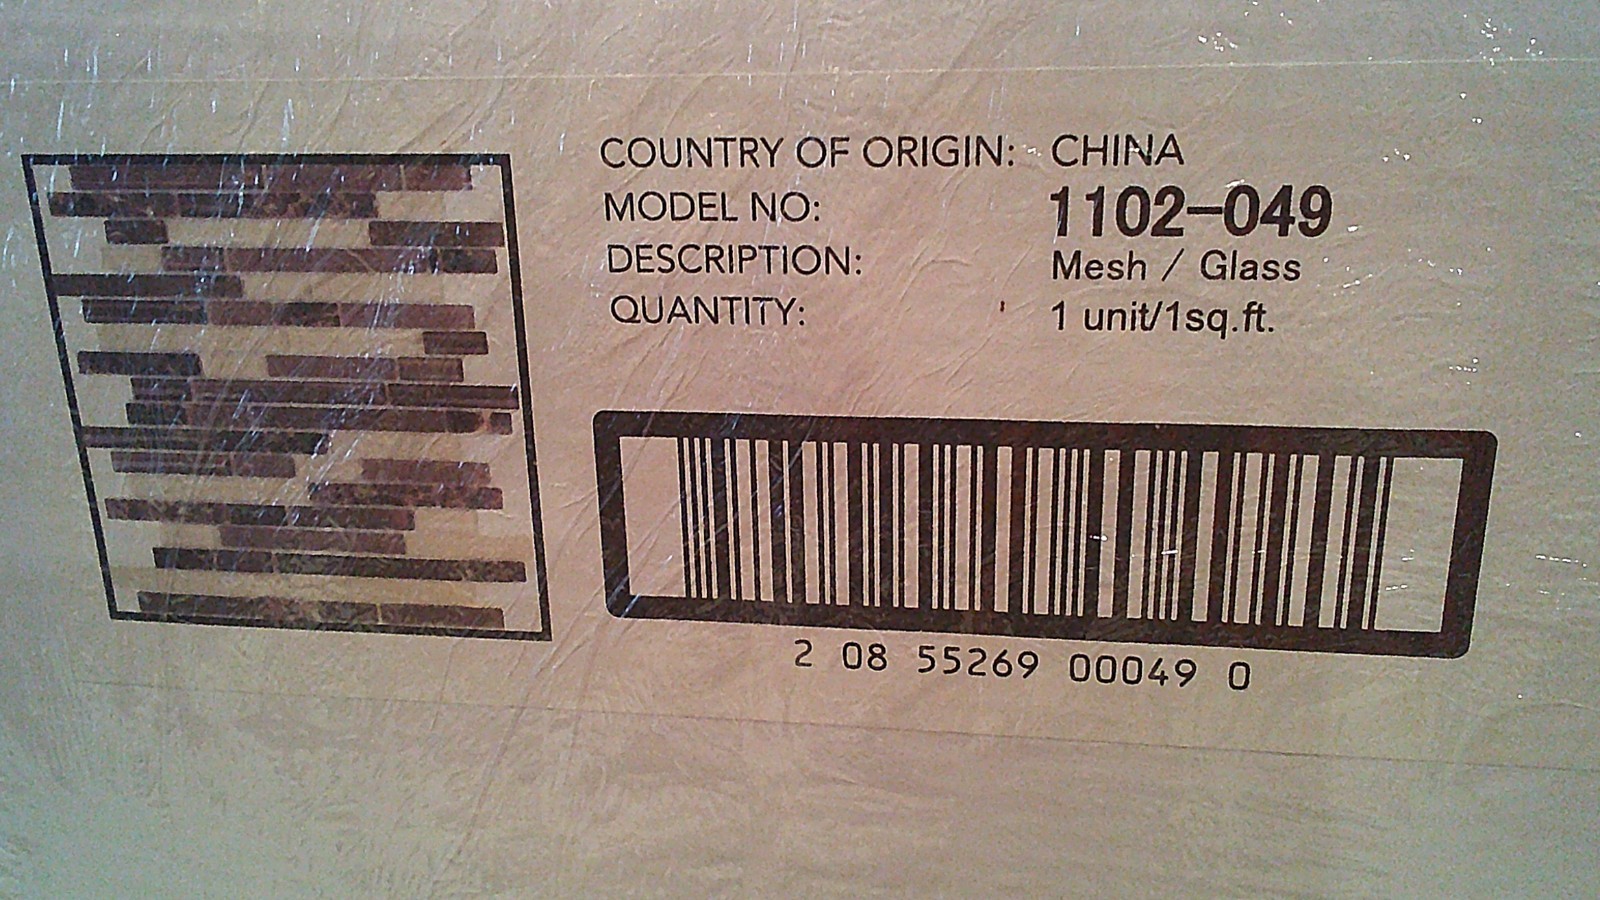 COUNTRY OF ORIGIN: CHINA
MODEL NO: 1102-049
DESCRIPTION: Mesh / Glass
QUANTITY: 1 unit/1sq.ft.
2 08 55269 00049 0